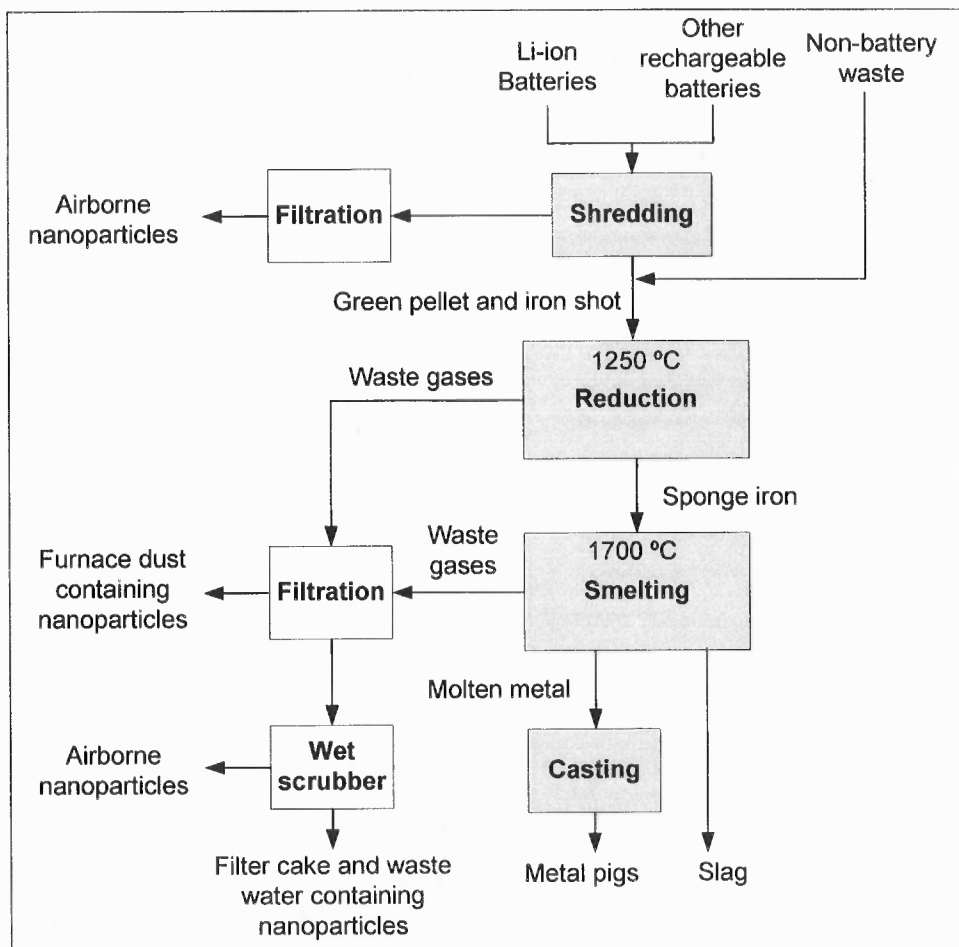 Li-ion
Batteries
Other
rechargeable
batteries
Non-battery
waste
Airborne
nanoparticles
Filtration
Shredding
Green pellet and iron shot
1250 ºC
Reduction
Waste gases
Sponge iron
Furnace dust
containing
nanoparticles
Filtration
Waste
gases
1700 ºC
Smelting
Molten metal
Airborne
nanoparticles
Wet
scrubber
Casting
Filter cake and waste
water containing
nanoparticles
Metal pigs
Slag